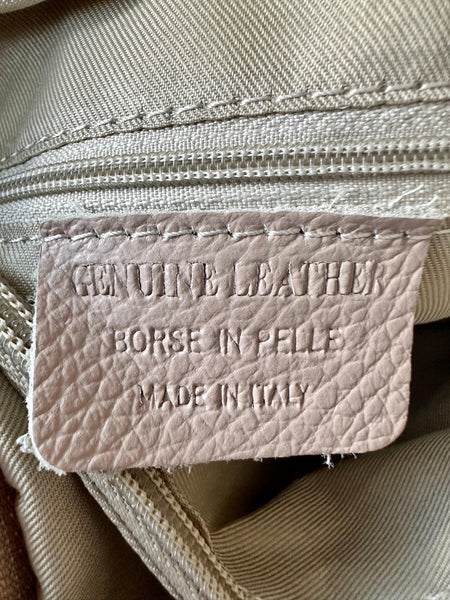 GENUINE LEATHER
BORSE IN PELLE
MADE IN ITALY